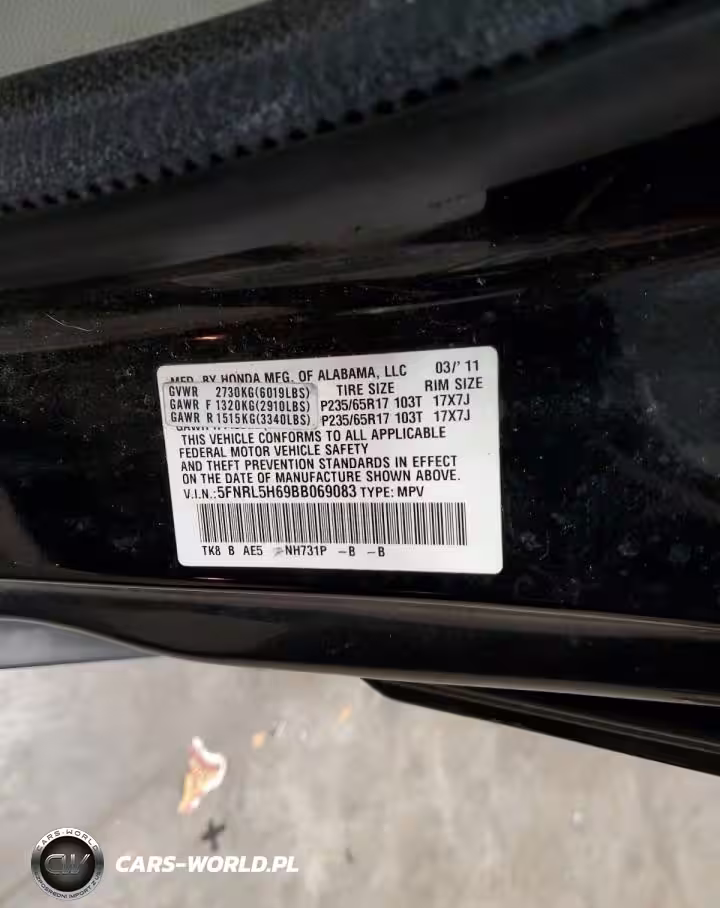 MFD. BY HONDA MFG. OF ALABAMA, LLC 03/'11
GVWR 2730KG(6019LBS) TIRE SIZE RIM SIZE
GAWR F 1320KG(2910LBS) P235/65R17 103T 17X7J
GAWR R 1515KG(3340LBS) P235/65R17 103T 17X7J
THIS VEHICLE CONFORMS TO ALL APPLICABLE
FEDERAL MOTOR VEHICLE SAFETY
AND THEFT PREVENTION STANDARDS IN EFFECT
ON THE DATE OF MANUFACTURE SHOWN ABOVE.
V.I.N.:5FNRL5H69BB069083 TYPE: MPV
TK8 B AE5 NH731P -B -B
CARS-WORLD
CW
CARS-WORLD.PL